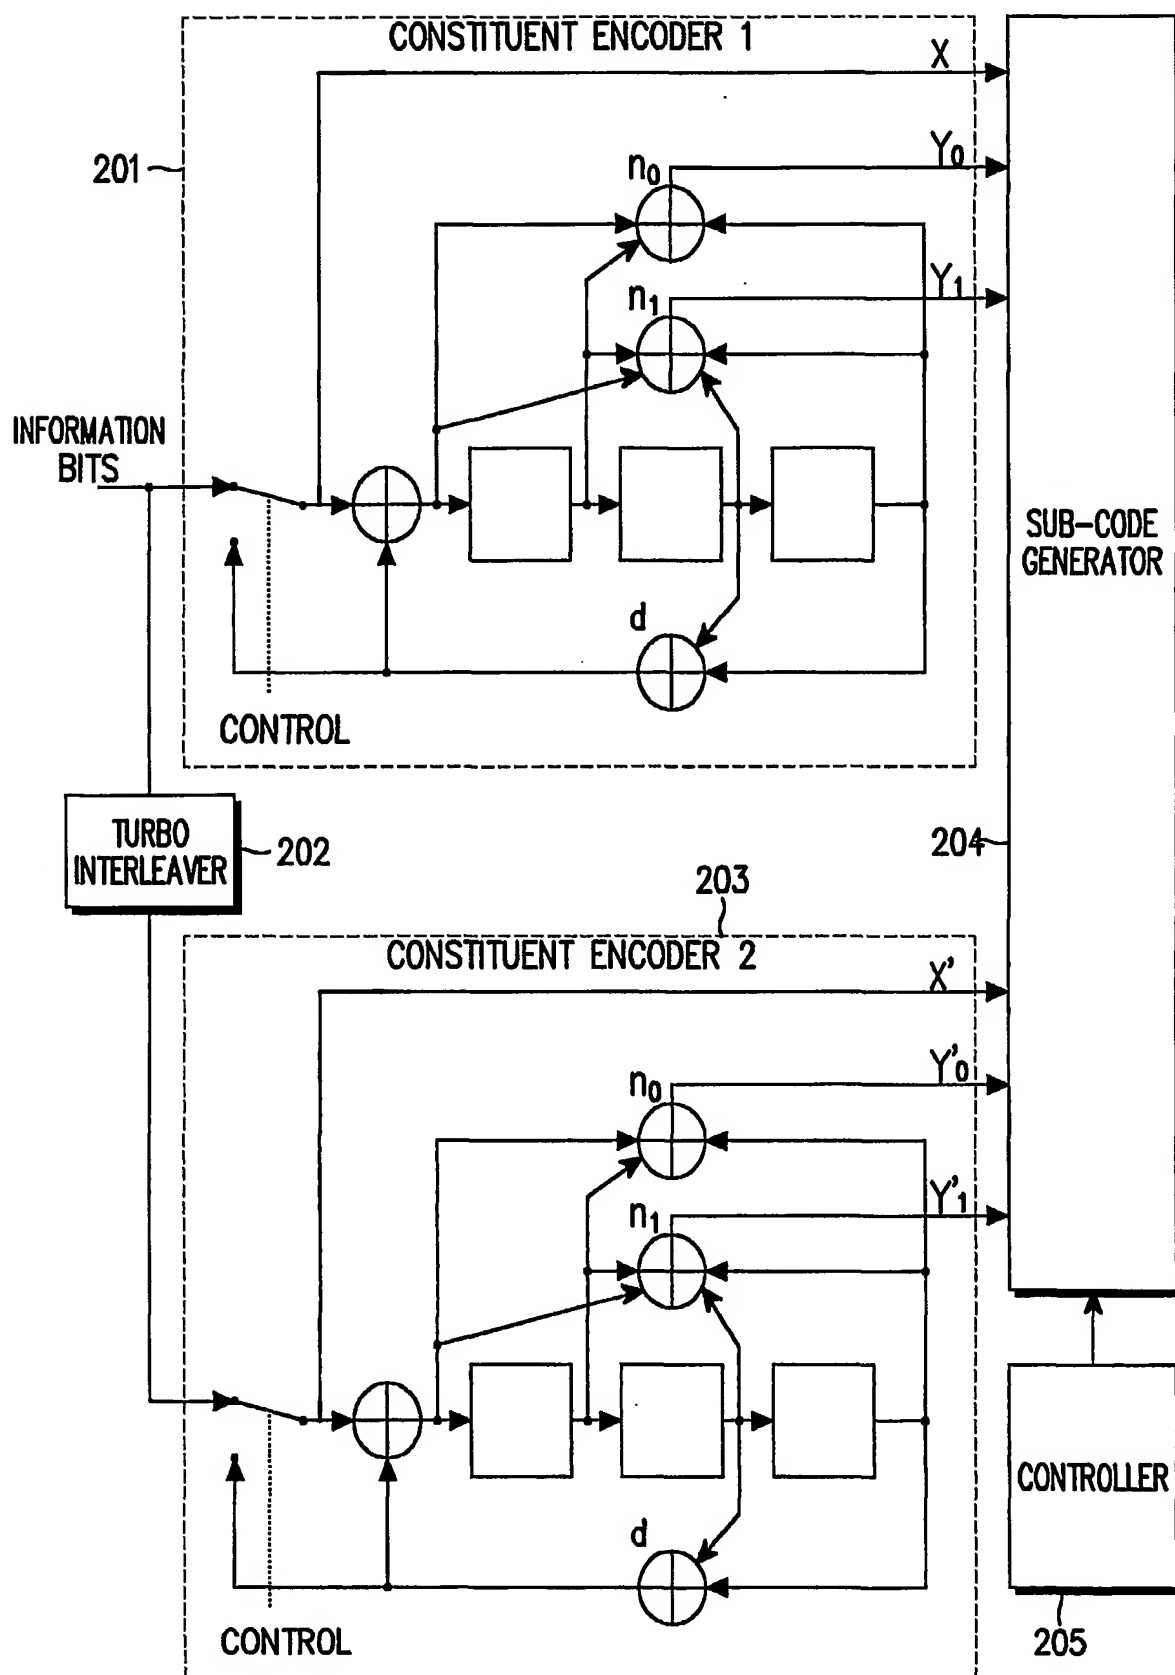 CONSTITUENT ENCODER 1
X
201
n0
Y0
n1
Y1
INFORMATION
BITS
SUB-CODE
GENERATOR
d
CONTROL
TURBO
INTERLEAVER
202
204
203
CONSTITUENT ENCODER 2
X'
n0
Y'0
n1
Y'1
CONTROLLER
d
CONTROL
205